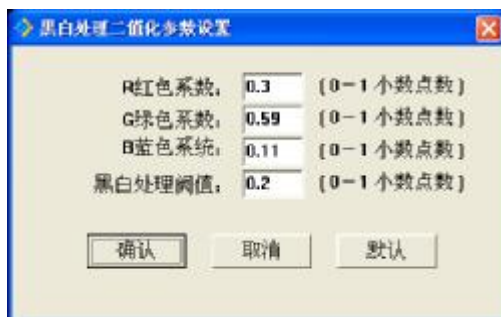 黑白处理二值化参数设置
R红色系数： 0.3 (0-1 小数点数)
G绿色系数： 0.59 (0-1 小数点数)
B蓝色系统： 0.11 (0-1 小数点数)
黑白处理阈值： 0.2 (0-1 小数点数)
确认 取消 默认